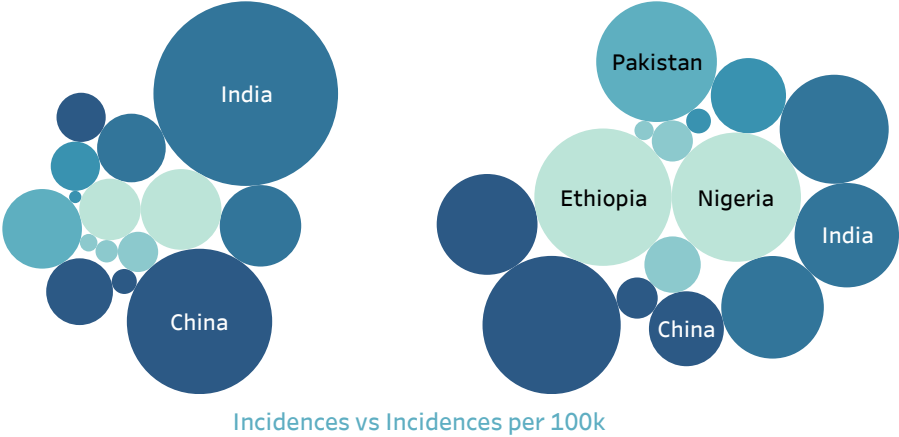 India
China
Pakistan
Ethiopia
Nigeria
India
China
Incidences vs Incidences per 100k